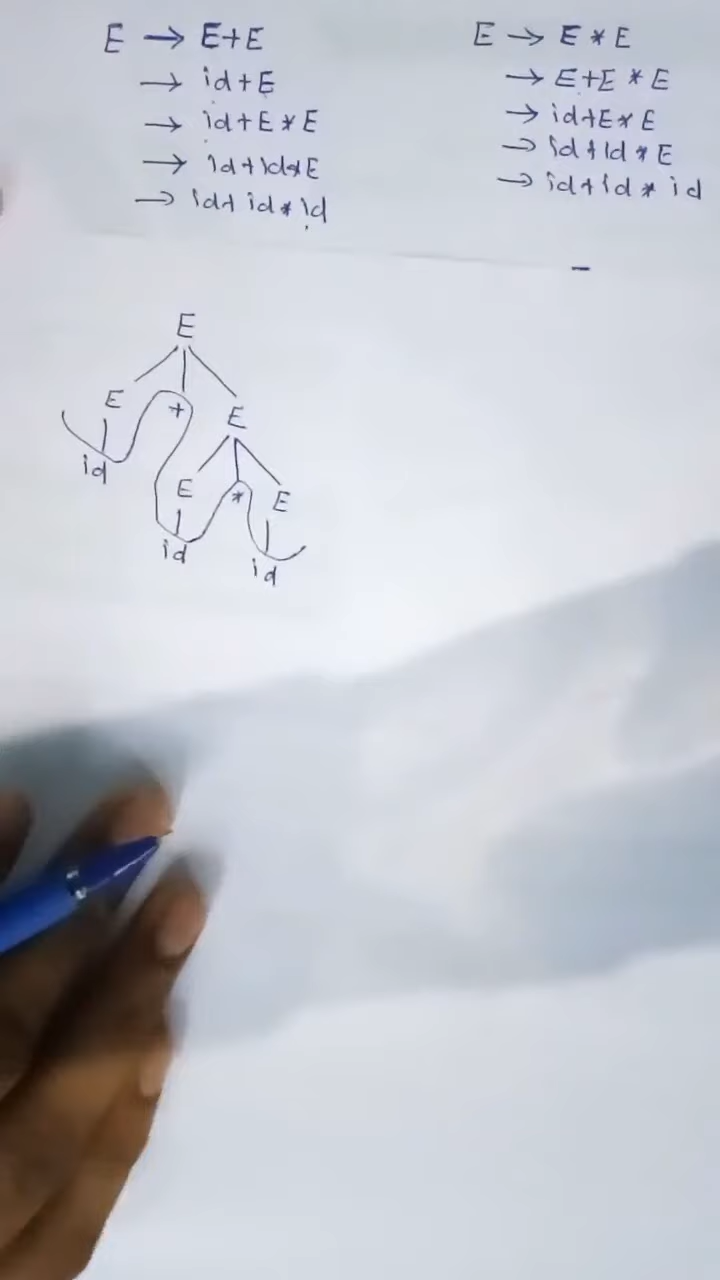 E → E+E
→ id+E
→ id+E*E
→ id+id*E
→ id+id*id
E → E*E
→ E+E*E
→ id+E*E
→ id+id*E
→ id+id*id
E
E + E
id E * E
id id